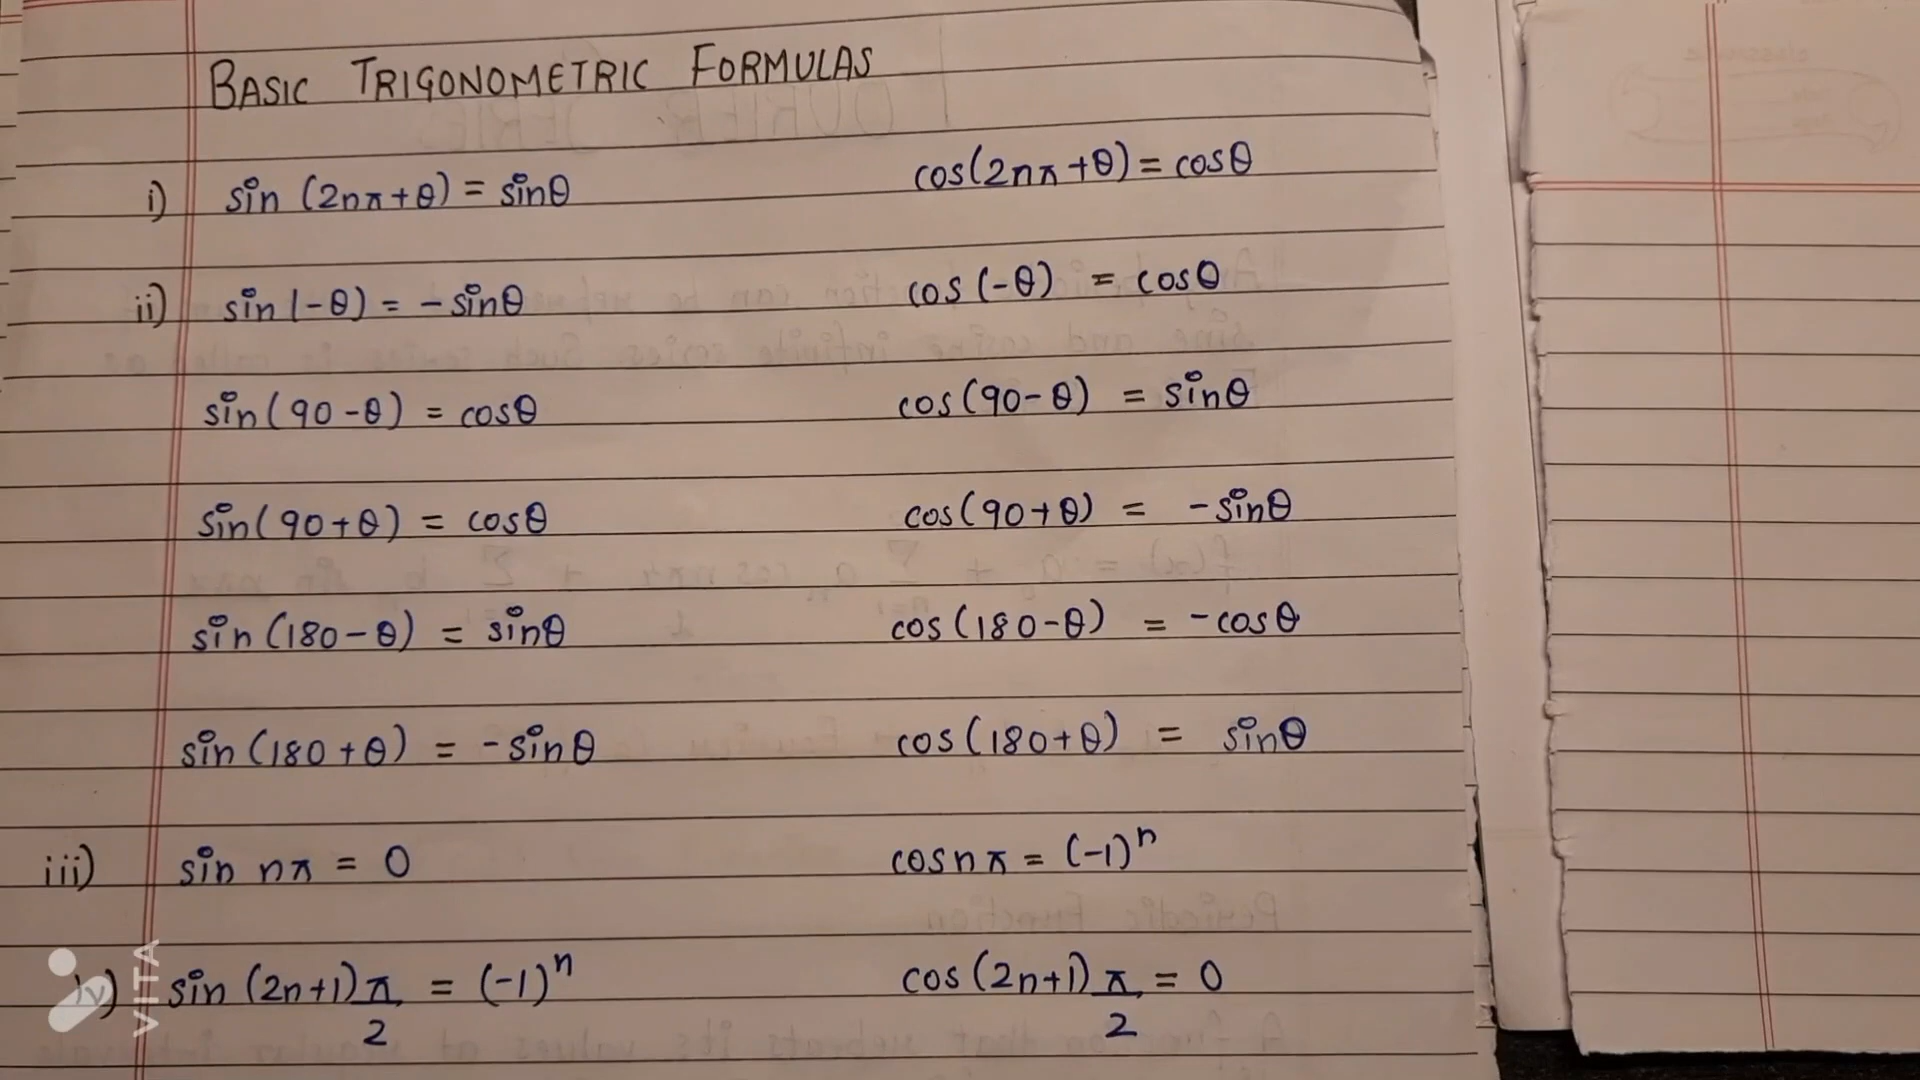 BASIC TRIGONOMETRIC FORMULAS
i) sin (2nπ+θ) = sinθ cos(2nπ+θ) = cosθ
ii) sin(-θ) = -sinθ cos(-θ) = cosθ
sin(90-θ) = cosθ cos(90-θ) = sinθ
sin(90+θ) = cosθ cos(90+θ) = -sinθ
sin(180-θ) = sinθ cos(180-θ) = -cosθ
sin(180+θ) = -sinθ cos(180+θ) = sinθ
iii) sin nπ = 0 cosnπ = (-1)ⁿ
iv) sin (2n+1)π/2 = (-1)ⁿ cos (2n+1)π/2 = 0
VITA